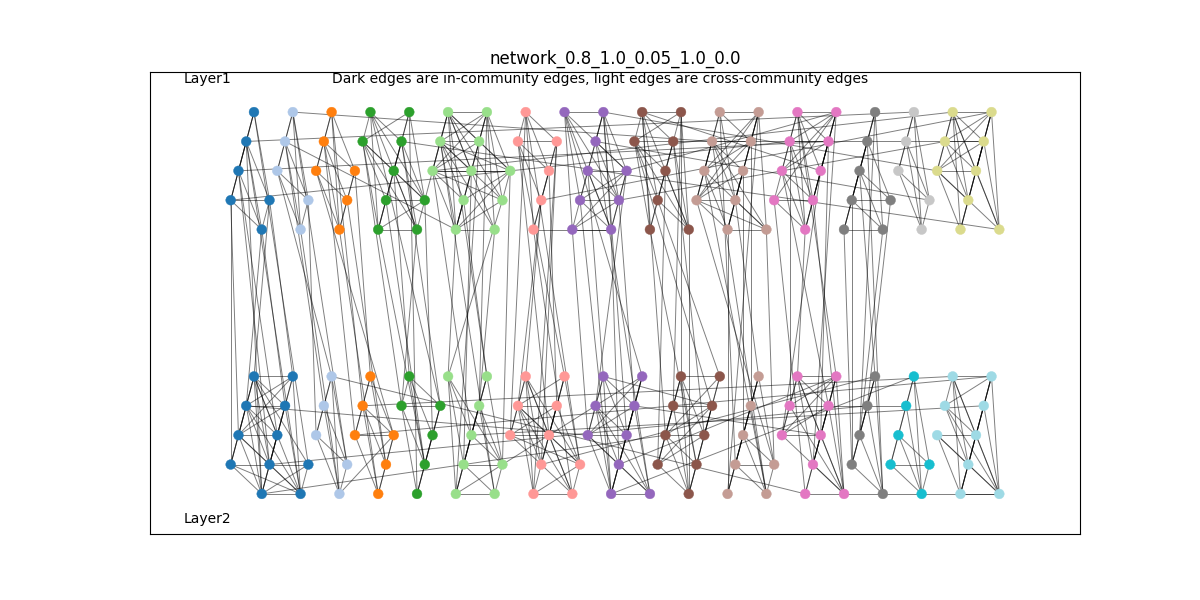 network_0.8_1.0_0.05_1.0_0.0
Layer1
Dark edges are in-community edges, light edges are cross-community edges
Layer2